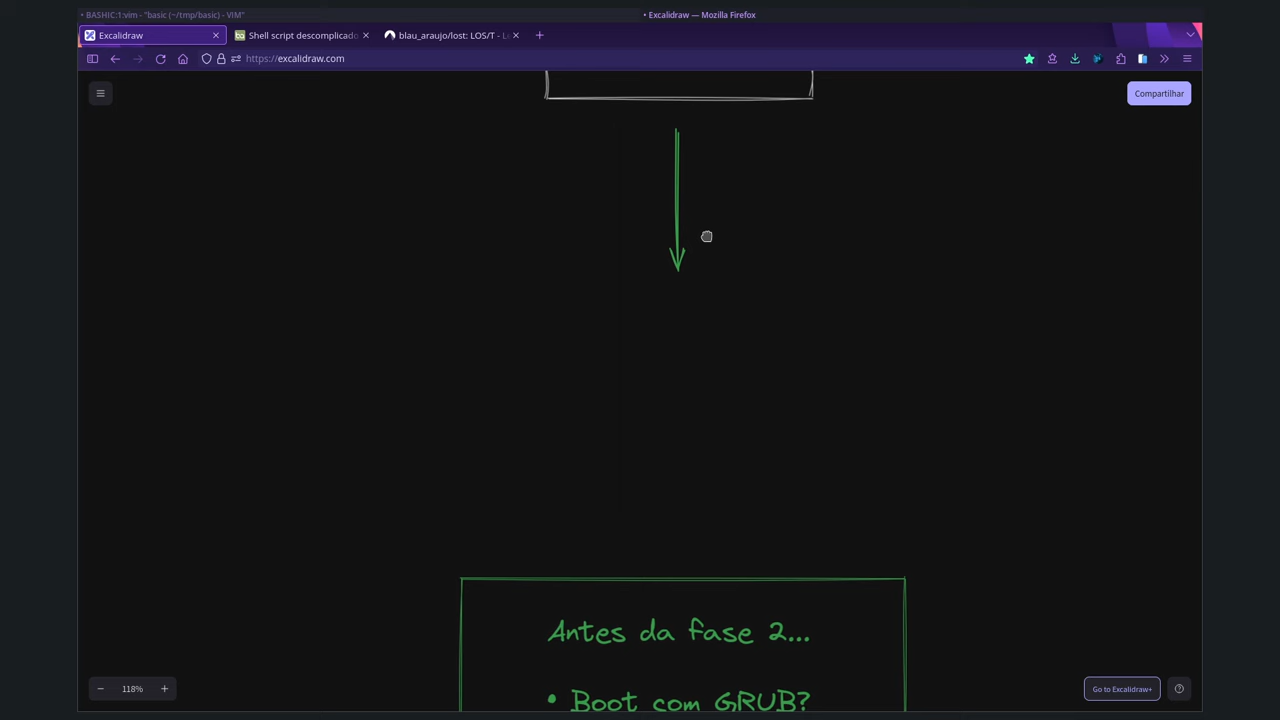 • BASHIC:1:vim - "basic (~/tmp/basic) - VIM"
• Excalidraw — Mozilla Firefox
Excalidraw
Shell script descomplicado
blau_araujo/lost: LOS/T - L
https://excalidraw.com
Compartilhar
Antes da fase 2...
• Boot com GRUB?
118%
Go to Excalidraw+